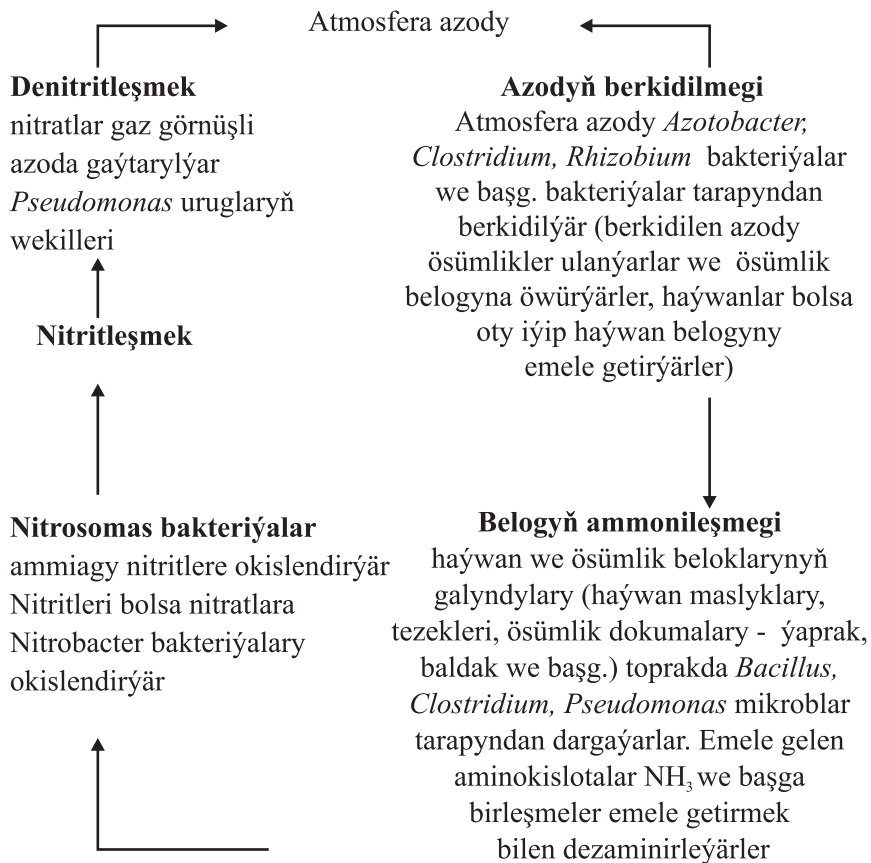 Atmosfera azody
Denitritleşmek
nitratlar gaz görnüşli
azoda gaýtarylýar
Pseudomonas uruglaryň
wekilleri
Nitritleşmek
Nitrosomas bakteriýalar
ammiagy nitritlere okislendirýär
Nitritleri bolsa nitratlara
Nitrobacter bakteriýalary
okislendirýär
Azodyň berkidilmegi
Atmosfera azody Azotobacter,
Clostridium, Rhizobium bakteriýalar
we başg. bakteriýalar tarapyndan
berkidilýär (berkidilen azody
ösümlikler ulanýarlar we ösümlik
belogyna öwürýärler, haýwanlar bolsa
oty iýip haýwan belogyny
emele getirýärler)
Belogyň ammonileşmegi
haýwan we ösümlik beloklarynyň
galyndylary (haýwan maslyklary,
tezekleri, ösümlik dokumalary - ýaprak,
baldak we başg.) toprakda Bacillus,
Clostridium, Pseudomonas mikroblar
tarapyndan dargaýarlar. Emele gelen
aminokislotalar NH₃ we başga
birleşmeler emele getirmek
bilen dezaminirleýärler